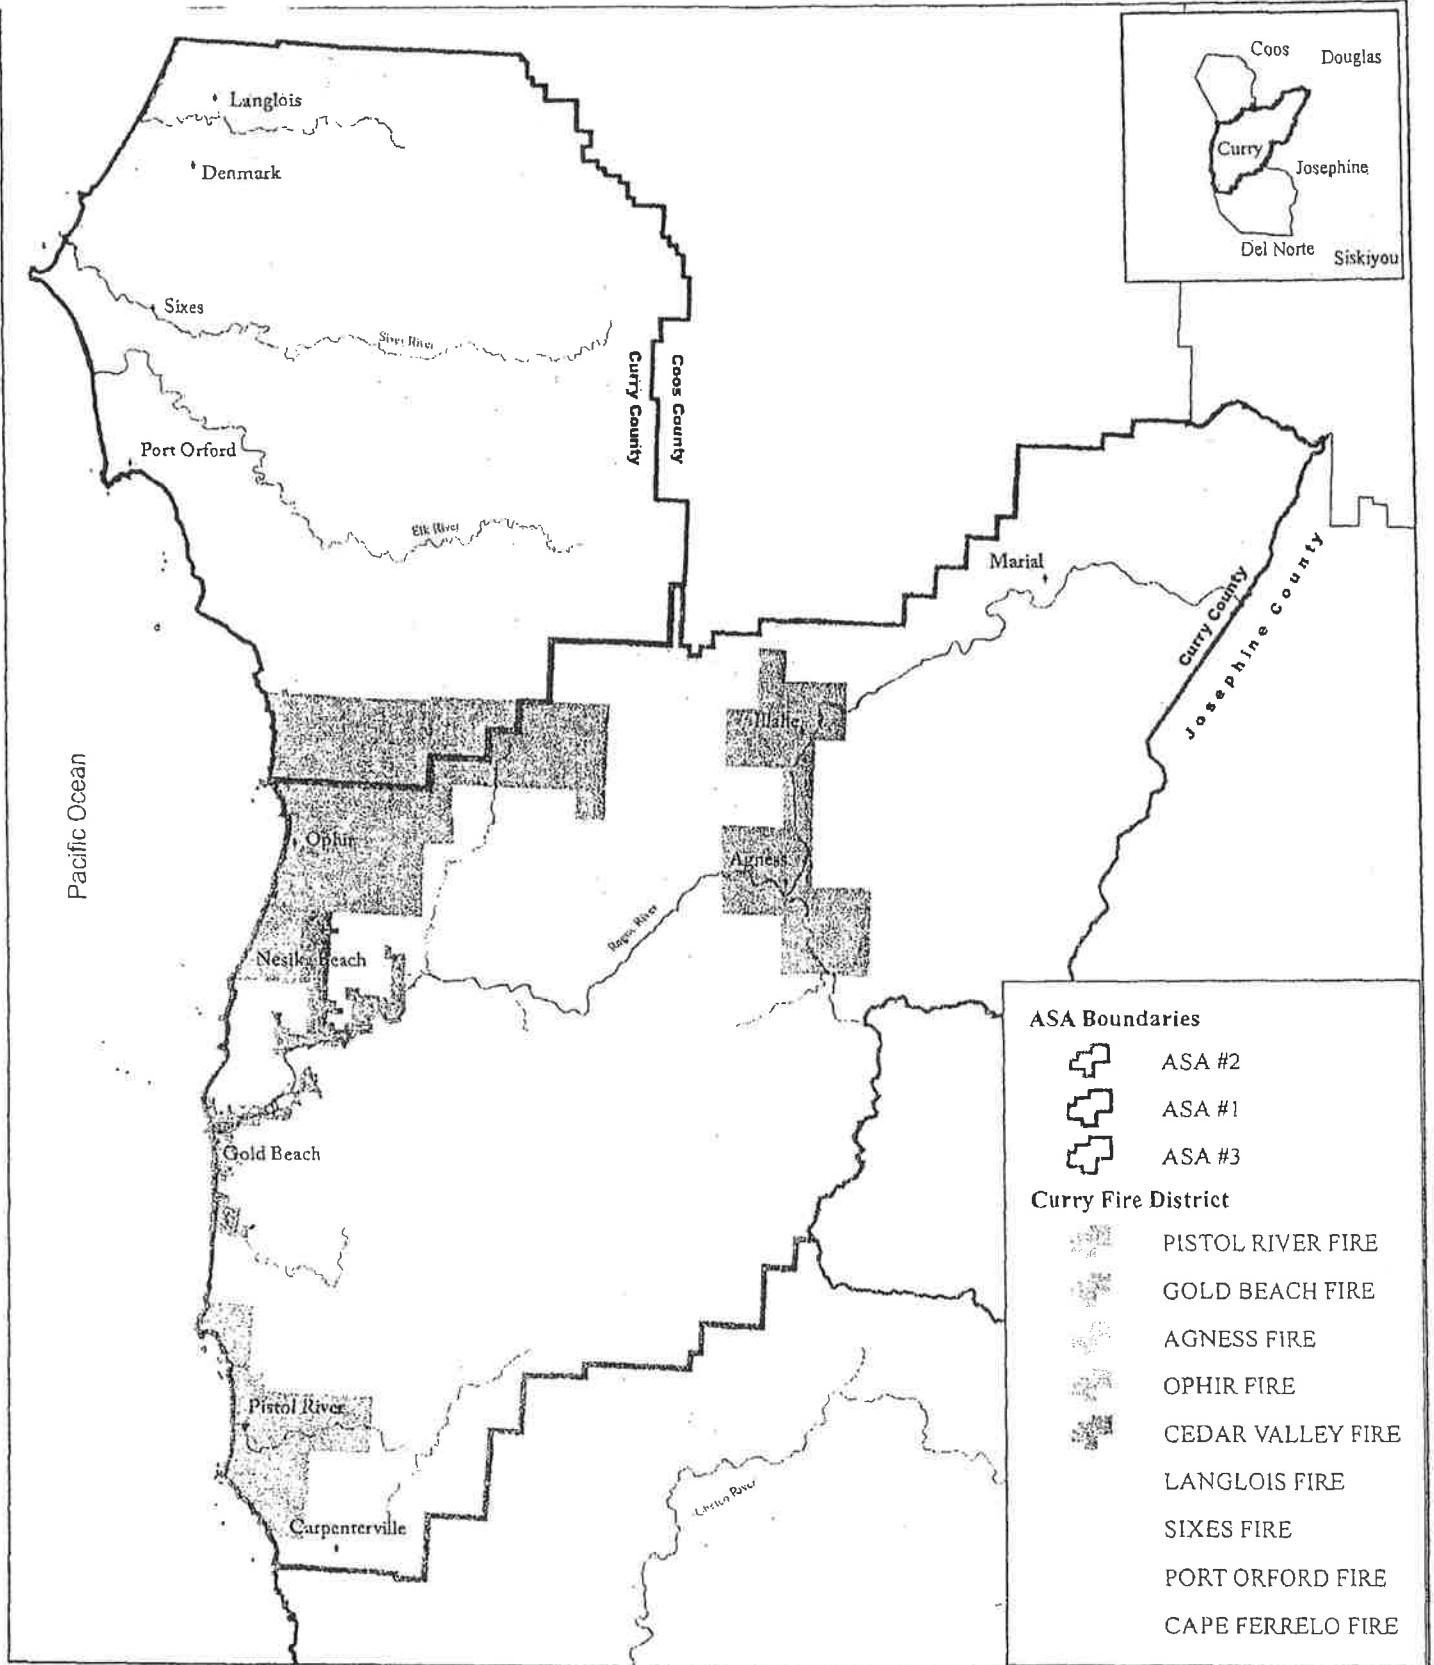 Coos
Douglas
Curry
Josephine
Del Norte
Siskiyou
Langlois
Denmark
Sixes
Sixes River
Curry County
Coos County
Port Orford
Elk River
Marial
Curry County
Josephine County
Illahe
Pacific Ocean
Ophir
Agness
Rogue River
Nesika Beach
Gold Beach
Pistol River
Carpenterville
ASA Boundaries
ASA #2
ASA #1
ASA #3
Curry Fire District
PISTOL RIVER FIRE
GOLD BEACH FIRE
AGNESS FIRE
OPHIR FIRE
CEDAR VALLEY FIRE
LANGLOIS FIRE
SIXES FIRE
PORT ORFORD FIRE
CAPE FERRELO FIRE